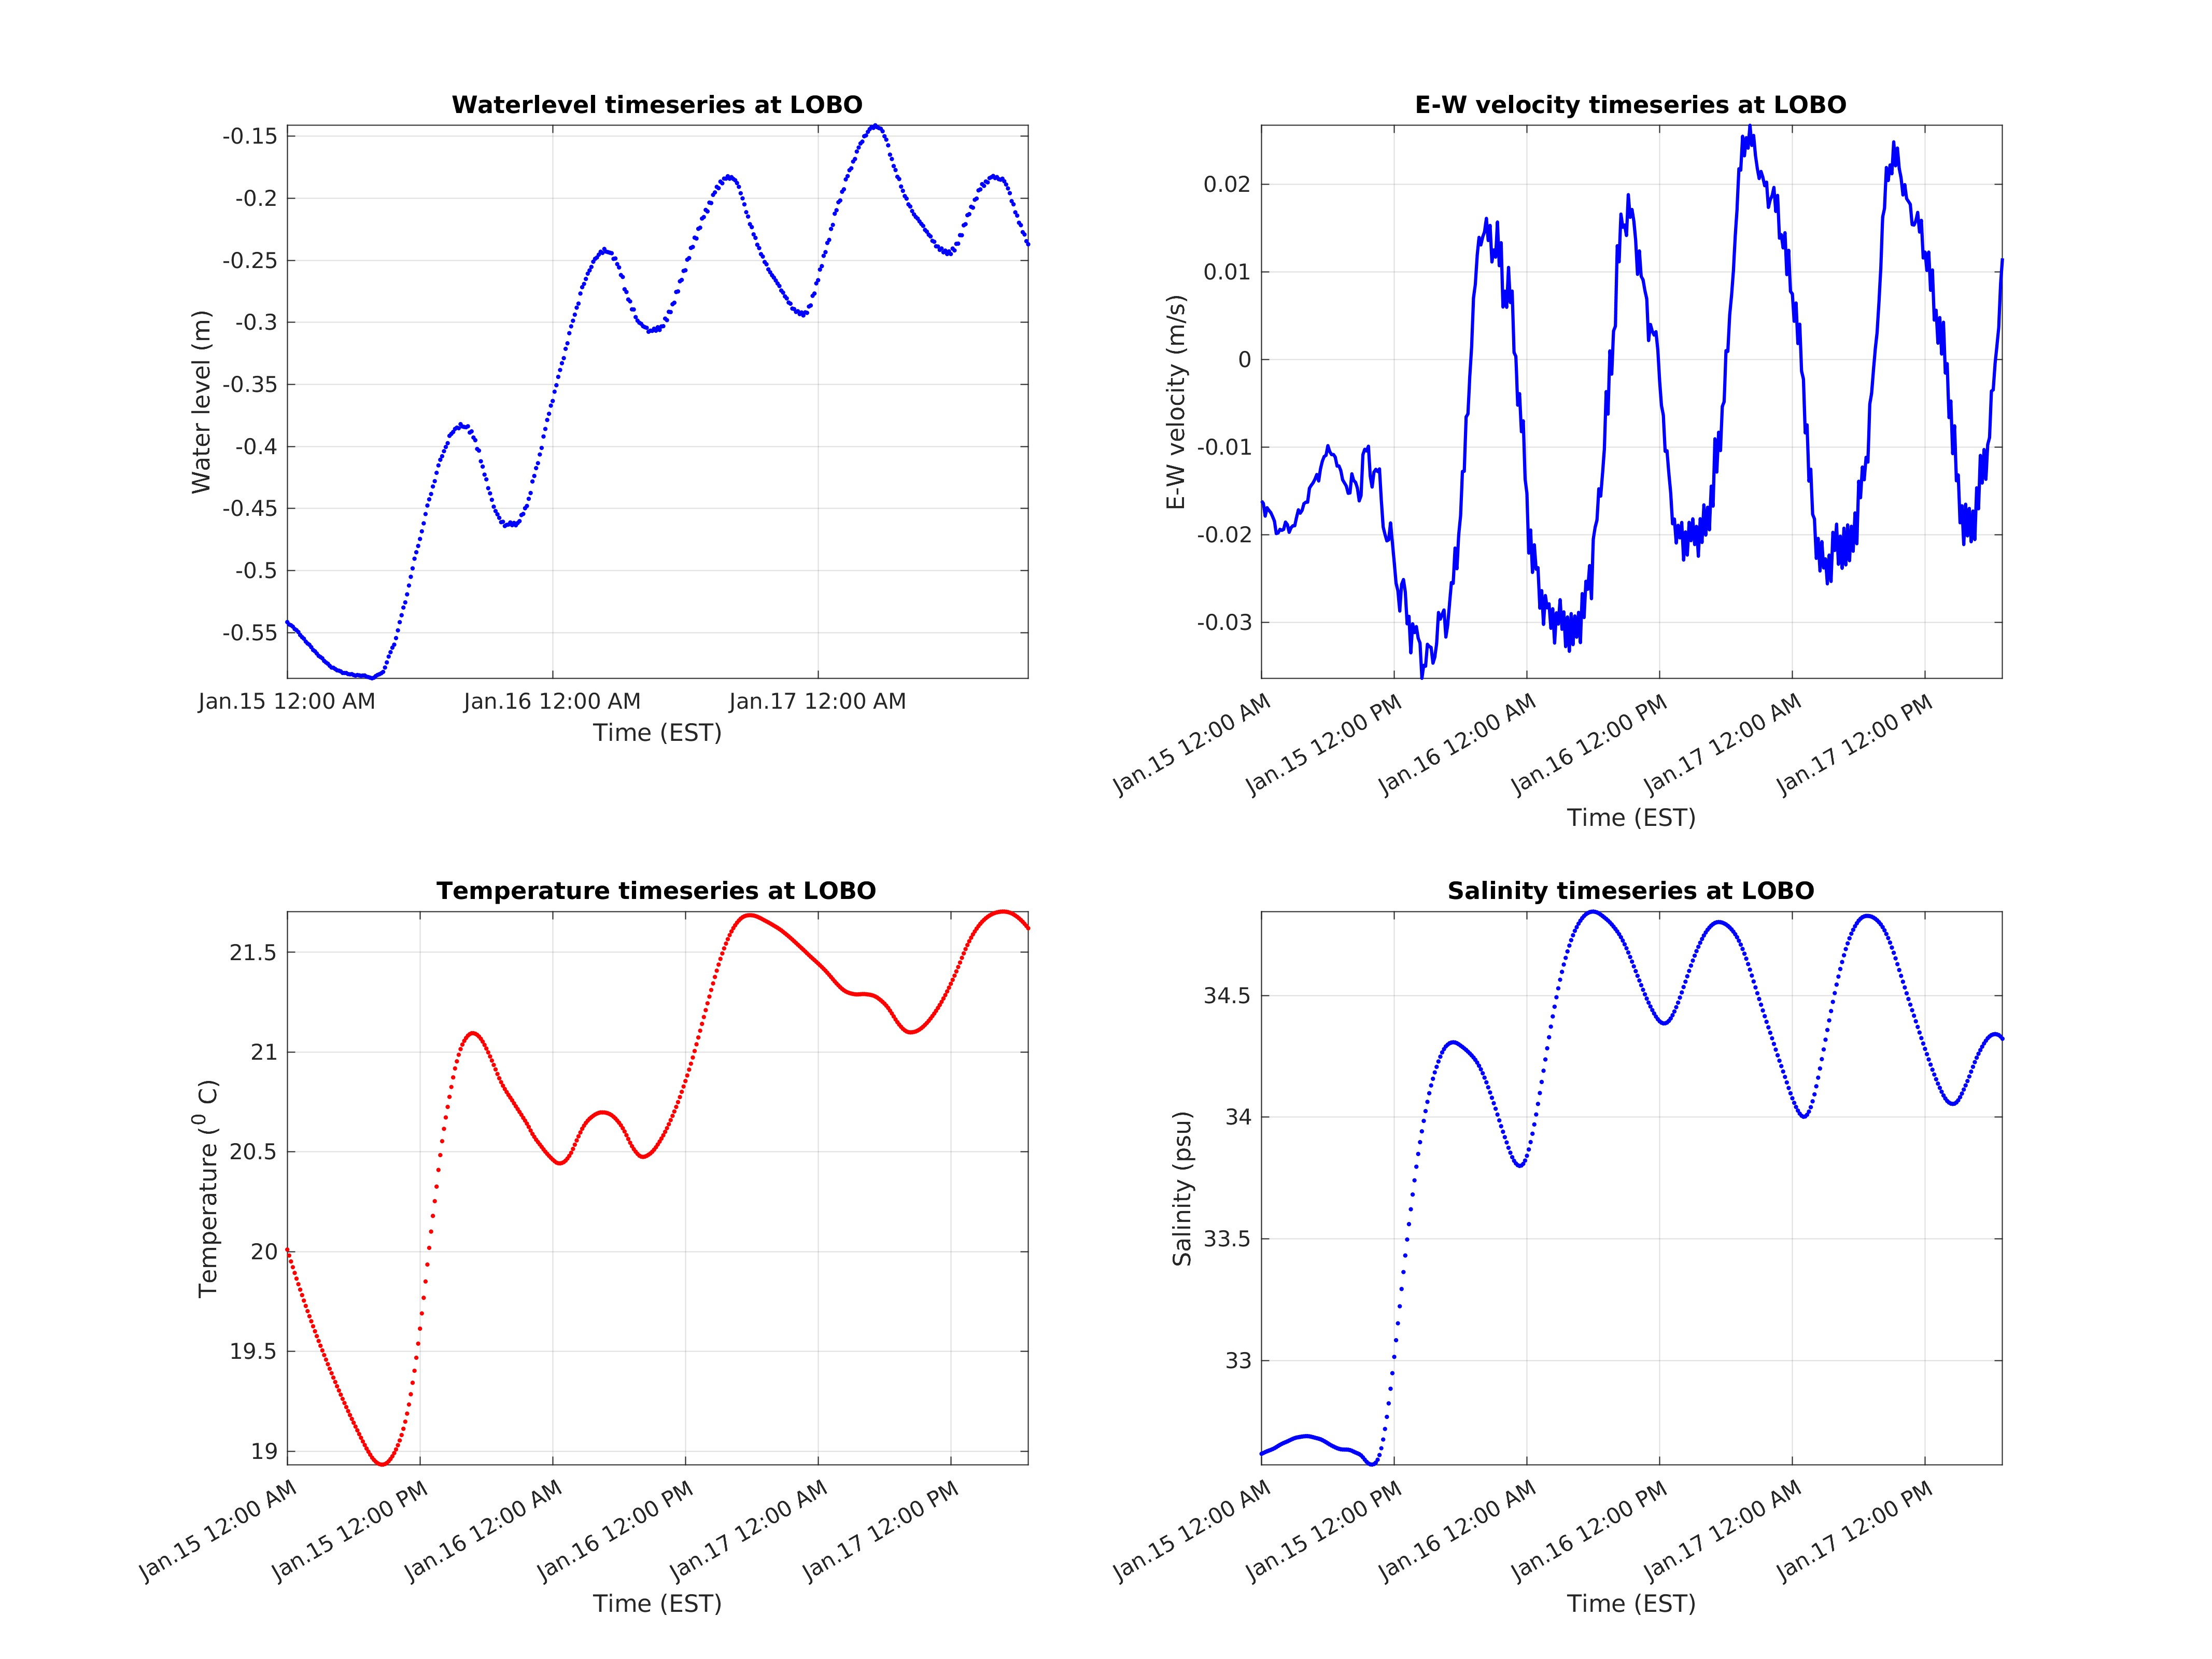 Waterlevel timeseries at LOBO
-0.15
-0.2
-0.25
-0.3
-0.35
-0.4
-0.45
-0.5
-0.55
Water level (m)
Jan.15 12:00 AM
Jan.16 12:00 AM
Jan.17 12:00 AM
Time (EST)
E-W velocity timeseries at LOBO
0.02
0.01
0
-0.01
-0.02
-0.03
E-W velocity (m/s)
Jan.15 12:00 AM
Jan.15 12:00 PM
Jan.16 12:00 AM
Jan.16 12:00 PM
Jan.17 12:00 AM
Jan.17 12:00 PM
Time (EST)
Temperature timeseries at LOBO
21.5
21
20.5
20
19.5
19
Temperature (⁰ C)
Jan.15 12:00 AM
Jan.15 12:00 PM
Jan.16 12:00 AM
Jan.16 12:00 PM
Jan.17 12:00 AM
Jan.17 12:00 PM
Time (EST)
Salinity timeseries at LOBO
34.5
34
33.5
33
Salinity (psu)
Jan.15 12:00 AM
Jan.15 12:00 PM
Jan.16 12:00 AM
Jan.16 12:00 PM
Jan.17 12:00 AM
Jan.17 12:00 PM
Time (EST)